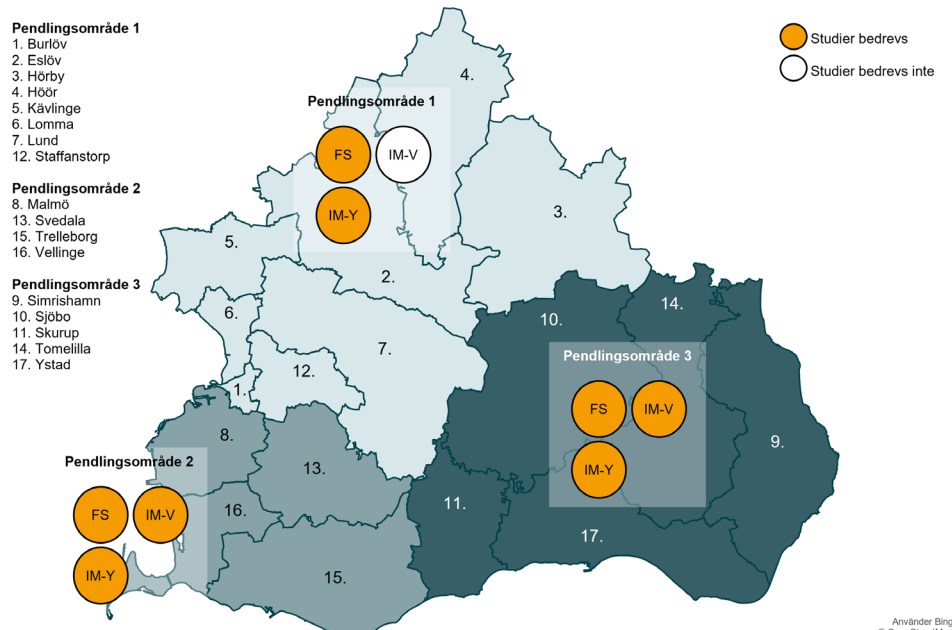 Pendlingsområde 1
1. Burlöv
2. Eslöv
3. Hörby
4. Höör
5. Kävlinge
6. Lomma
7. Lund
12. Staffanstorp
Pendlingsområde 2
8. Malmö
13. Svedala
15. Trelleborg
16. Vellinge
Pendlingsområde 3
9. Simrishamn
10. Sjöbo
11. Skurup
14. Tomelilla
17. Ystad
Studier bedrevs
Studier bedrevs inte
4.
Pendlingsområde 1
FS
IM-V
IM-Y
3.
5.
2.
14.
6.
10.
7.
Pendlingsområde 3
12.
1.
FS
IM-V
8.
9.
Pendlingsområde 2
13.
IM-Y
11.
16.
FS
IM-V
17.
IM-Y
15.
Använder Bing